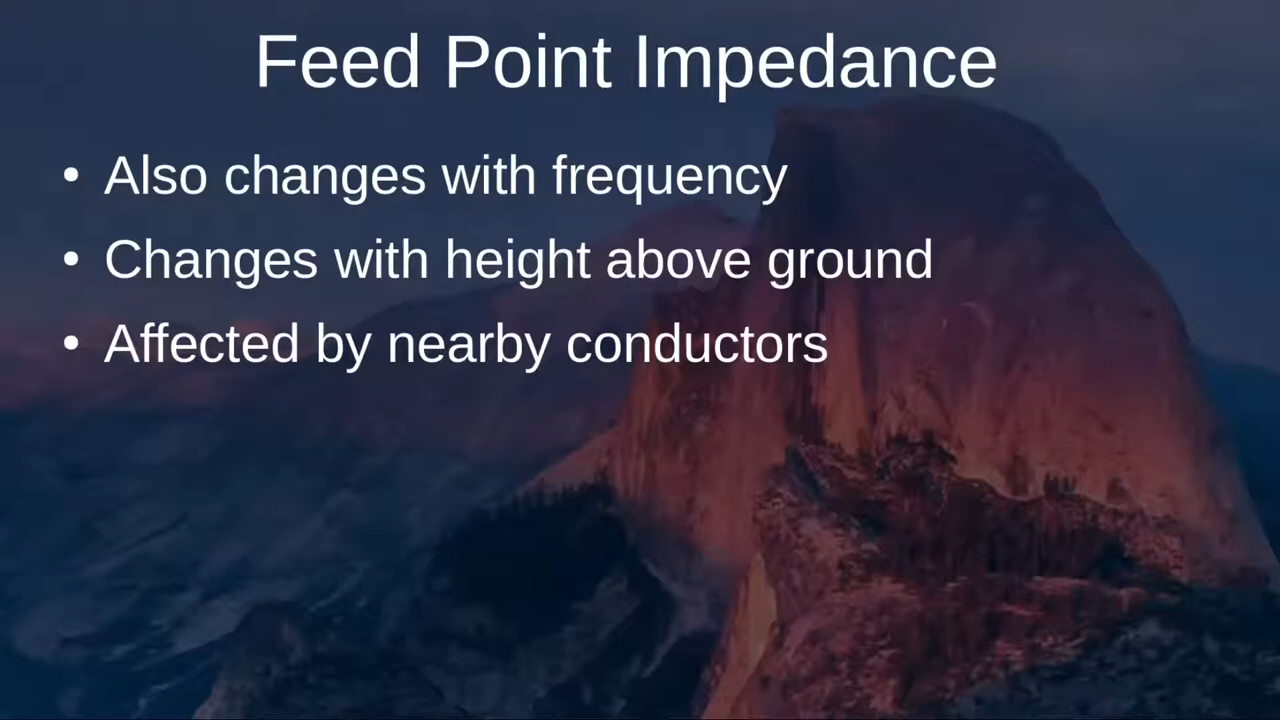 Feed Point Impedance
• Also changes with frequency
• Changes with height above ground
• Affected by nearby conductors